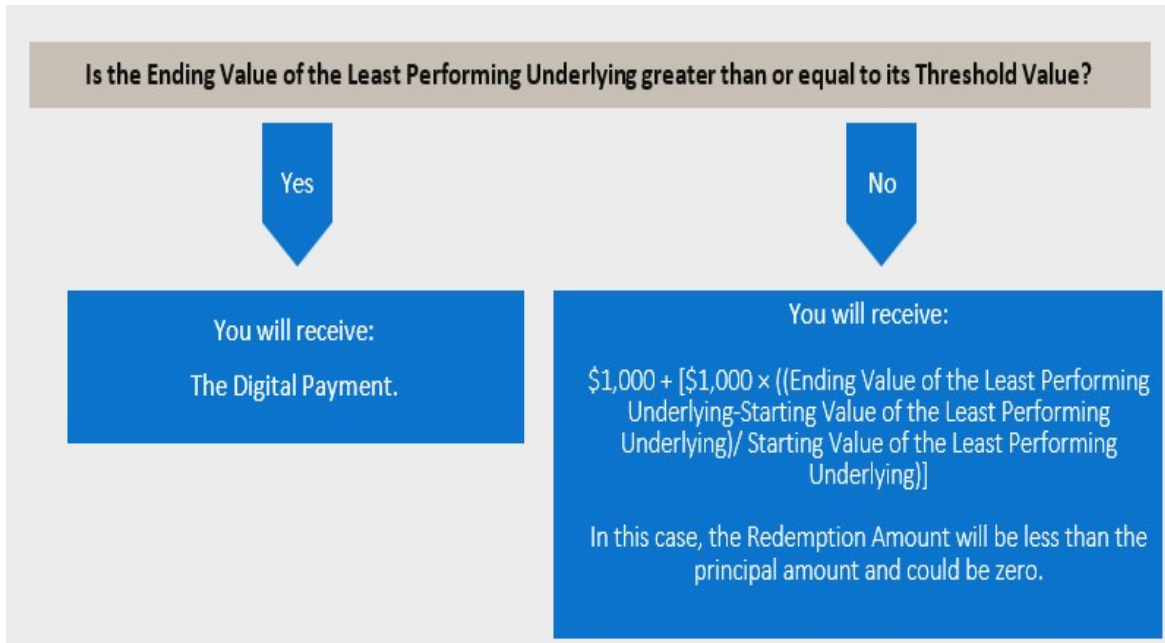 Is the Ending Value of the Least Performing Underlying greater than or equal to its Threshold Value?
Yes
No
You will receive:
The Digital Payment.
You will receive:
$1,000 + [$1,000 × ((Ending Value of the Least Performing
Underlying-Starting Value of the Least Performing
Underlying)/ Starting Value of the Least Performing
Underlying)]
In this case, the Redemption Amount will be less than the
principal amount and could be zero.